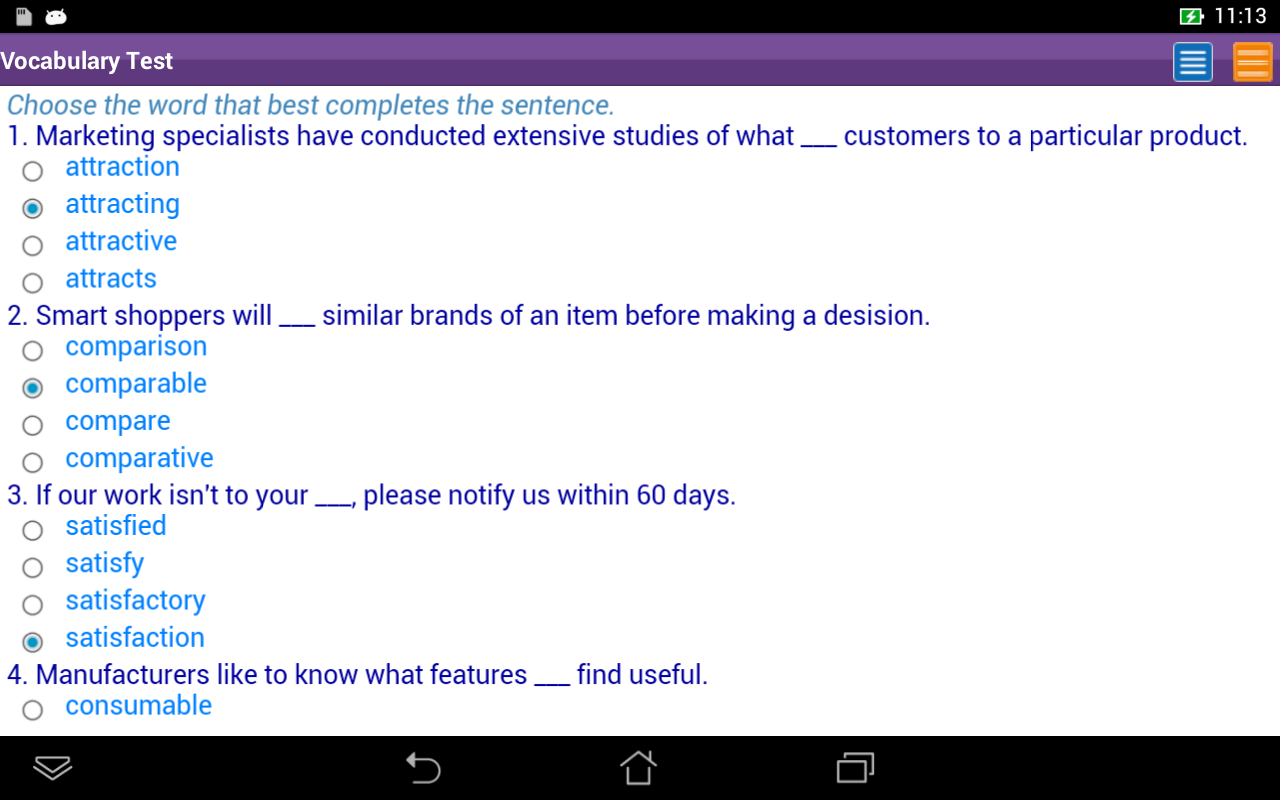 11:13
Vocabulary Test
Choose the word that best completes the sentence.
1. Marketing specialists have conducted extensive studies of what ___ customers to a particular product.
attraction
attracting
attractive
attracts
2. Smart shoppers will ___ similar brands of an item before making a desision.
comparison
comparable
compare
comparative
3. If our work isn't to your ___, please notify us within 60 days.
satisfied
satisfy
satisfactory
satisfaction
4. Manufacturers like to know what features ___ find useful.
consumable